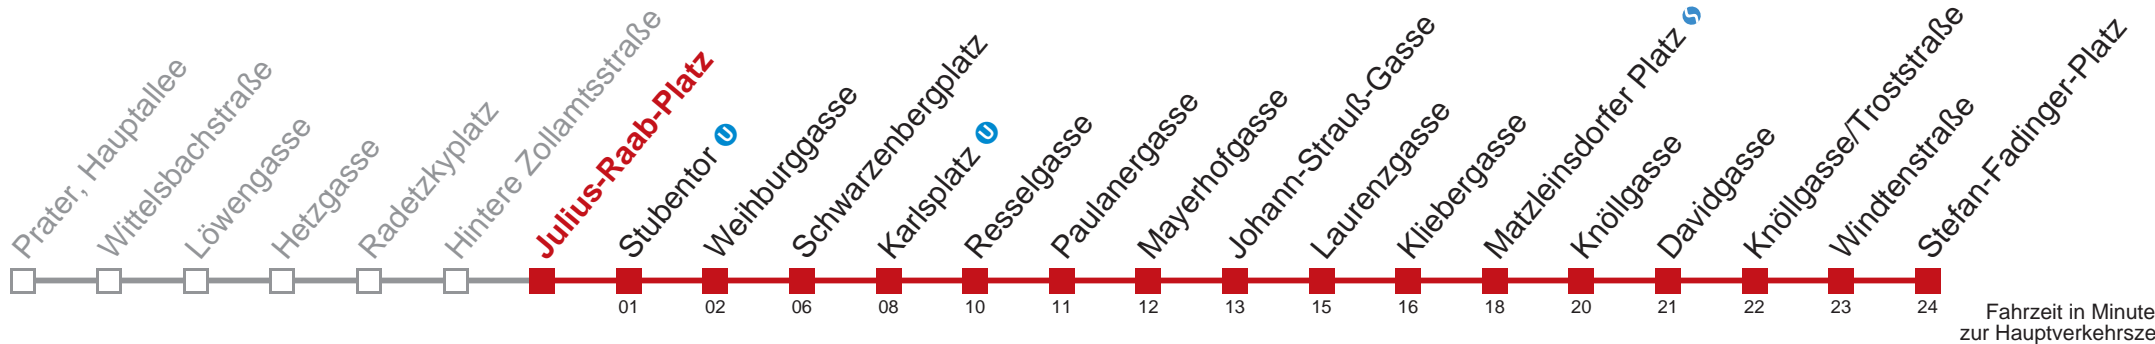 Prater, Hauptallee
Wittelsbachstraße
Löwengasse
Hetzgasse
Radetzkyplatz
Hintere Zollamtsstraße
Julius-Raab-Platz
Stubentor U
Weihburggasse
Schwarzenbergplatz
Karlsplatz U
Resselgasse
Paulanergasse
Mayerhofgasse
Johann-Strauß-Gasse
Laurenzgasse
Kliebergasse
Matzleinsdorfer Platz S
Knöllgasse
Davidgasse
Knöllgasse/Troststraße
Windtenstraße
Stefan-Fadinger-Platz
01 02 06 08 10 11 12 13 15 16 18 20 21 22 23 24
Fahrzeit in Minute
zur Hauptverkehrsze